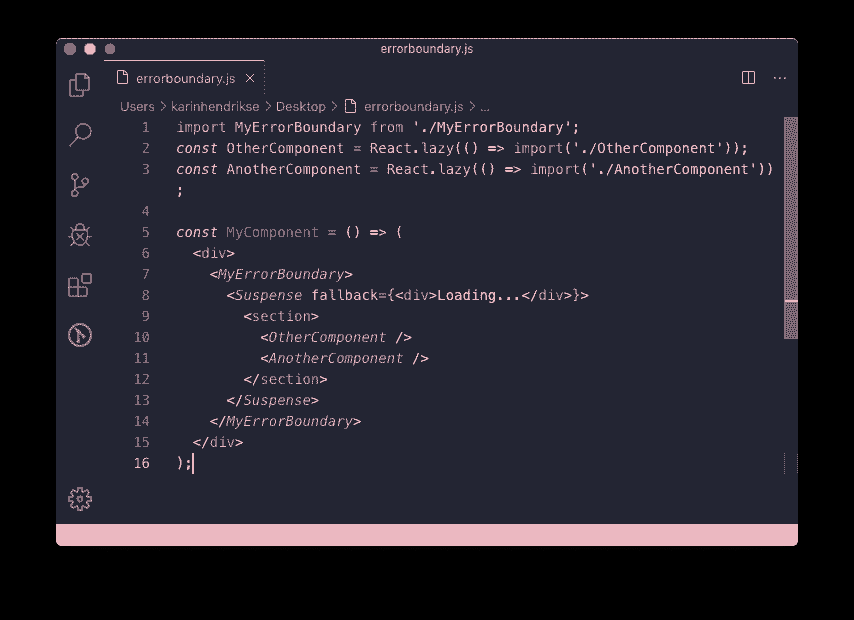 errorboundary.js
errorboundary.js ×
Users > karinhendrikse > Desktop > errorboundary.js > ...
1 import MyErrorBoundary from './MyErrorBoundary';
2 const OtherComponent = React.lazy(() => import('./OtherComponent'));
3 const AnotherComponent = React.lazy(() => import('./AnotherComponent'))
;
4
5 const MyComponent = () => (
6   <div>
7     <MyErrorBoundary>
8       <Suspense fallback={<div>Loading...</div>}>
9         <section>
10           <OtherComponent />
11           <AnotherComponent />
12         </section>
13       </Suspense>
14     </MyErrorBoundary>
15   </div>
16 );